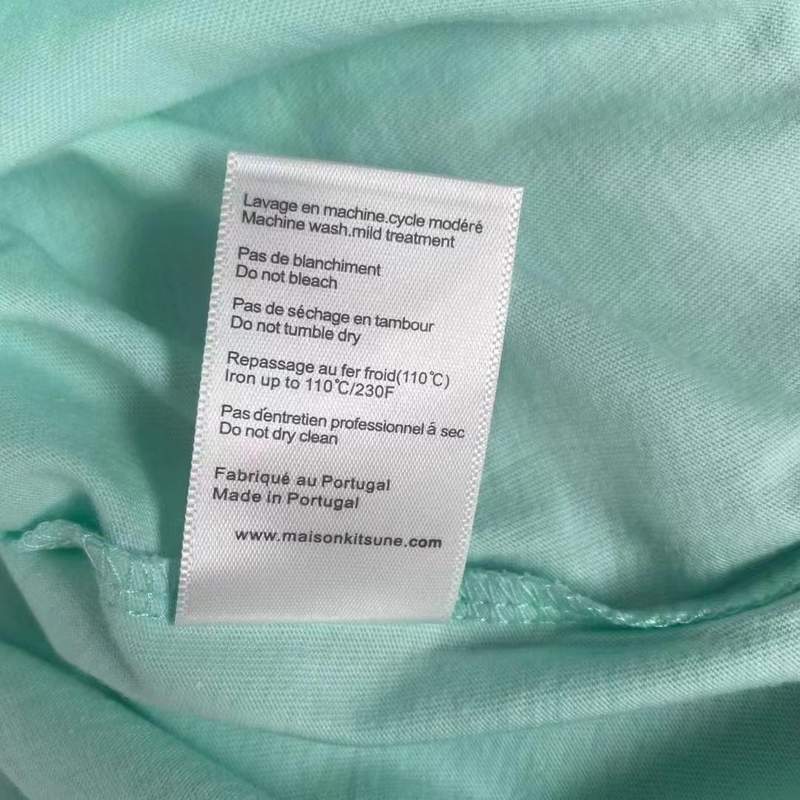 Lavage en machine.cycle modéré
Machine wash.mild treatment
Pas de blanchiment
Do not bleach
Pas de séchage en tambour
Do not tumble dry
Repassage au fer froid(110℃)
Iron up to 110℃/230F
Pas d'entretien professionnel â sec
Do not dry clean
Fabriqué au Portugal
Made in Portugal
www.maisonkitsune.com